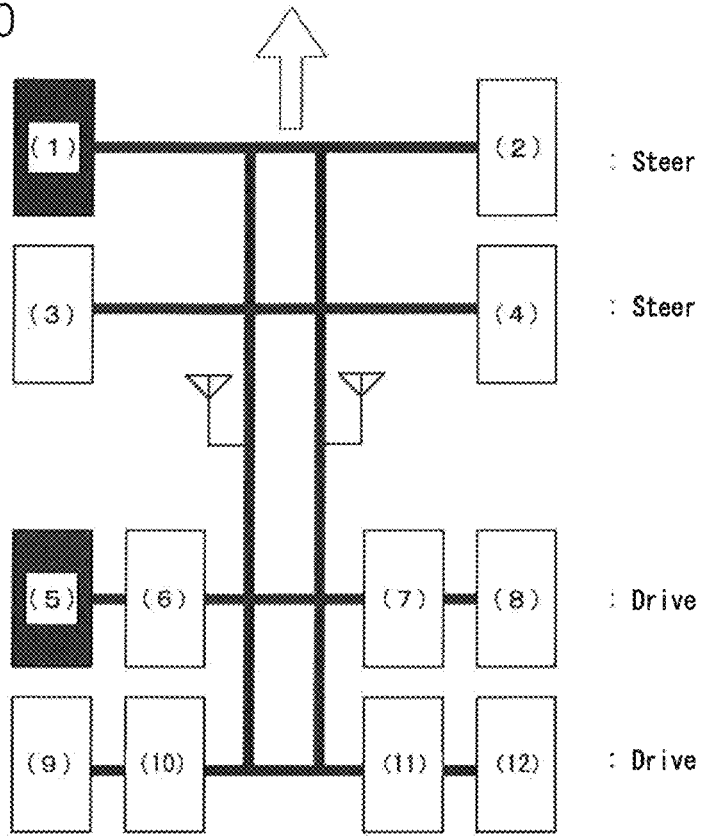 (1) (2) : Steer
(3) (4) : Steer
(5) (6) (7) (8) : Drive
(9) (10) (11) (12) : Drive